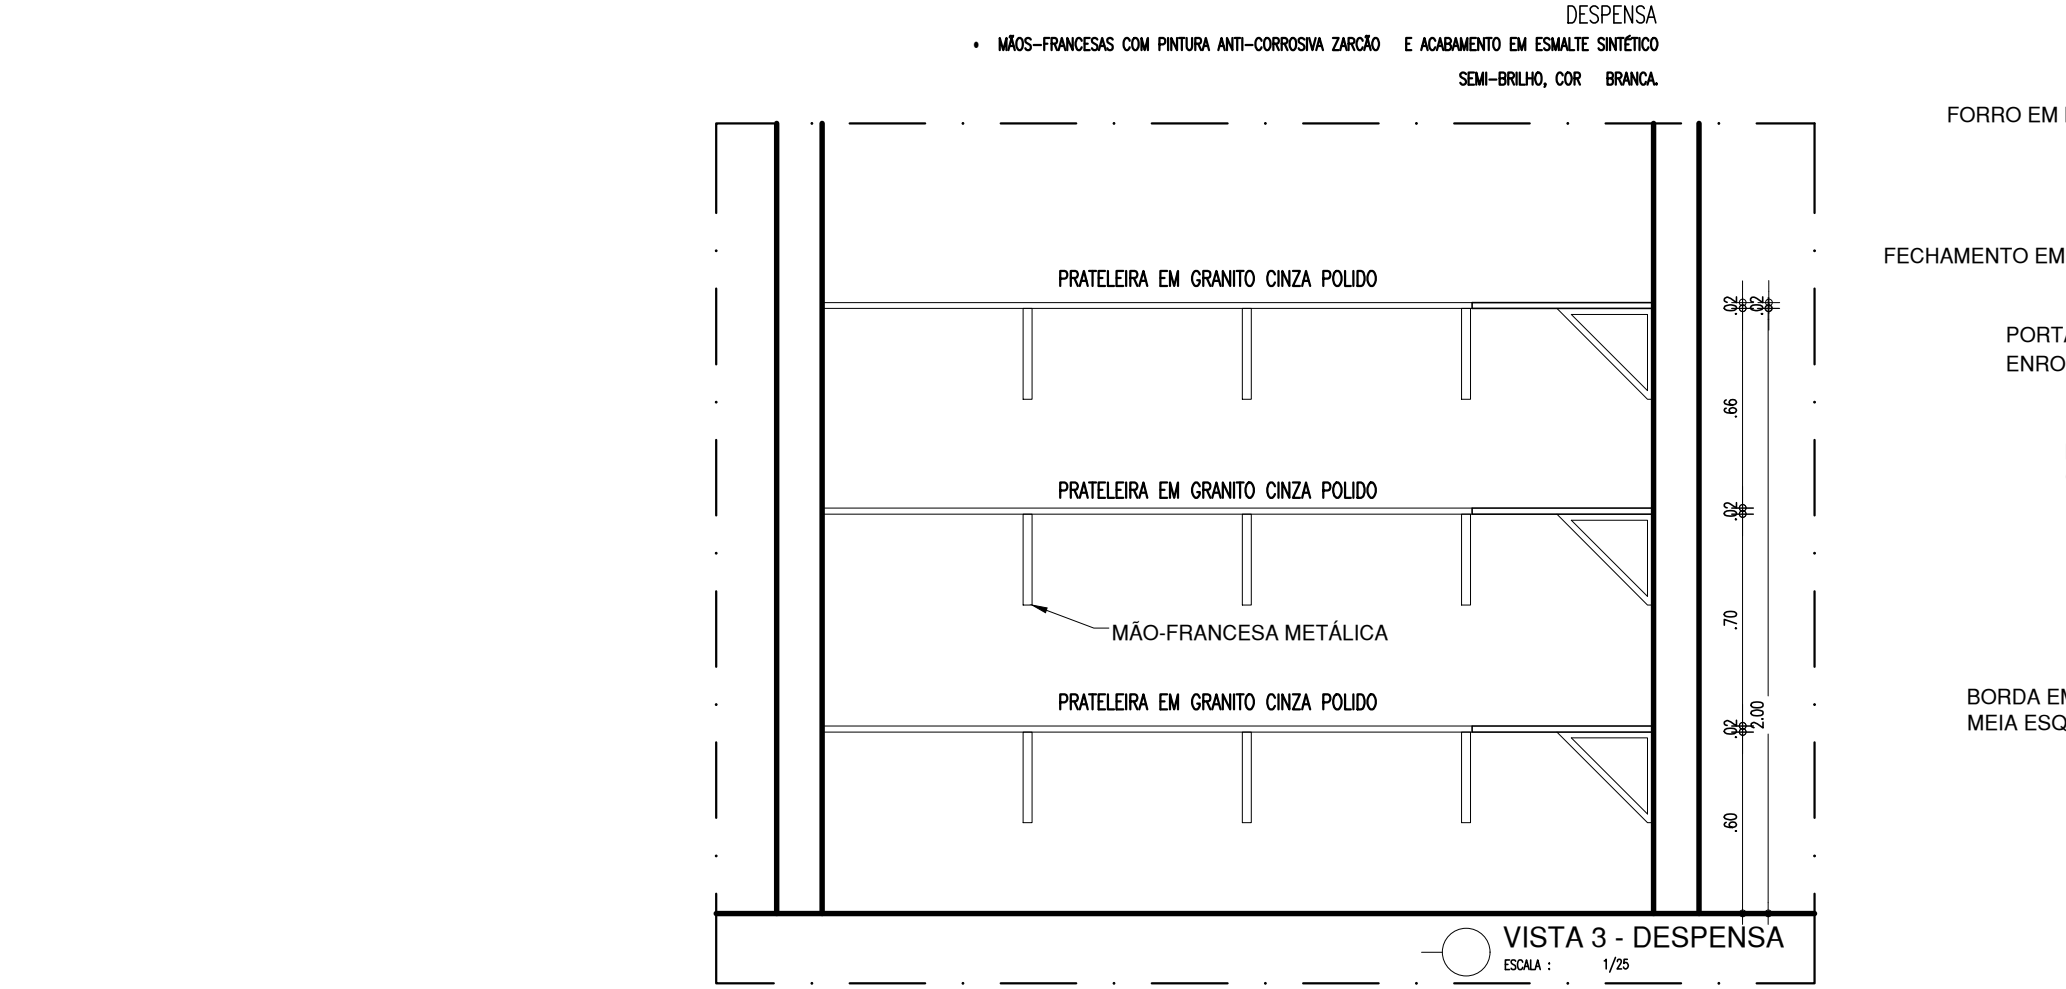 DESPENSA
• MÃOS-FRANCESAS COM PINTURA ANTI-CORROSIVA ZARCÃO E ACABAMENTO EM ESMALTE SINTÉTICO
SEMI-BRILHO, COR BRANCA.
FORRO EM
FECHAMENTO EM
PRATELEIRA EM GRANITO CINZA POLIDO
.02
.02
PORTA
ENRO
.66
PRATELEIRA EM GRANITO CINZA POLIDO
.02
.70
MÃO-FRANCESA METÁLICA
PRATELEIRA EM GRANITO CINZA POLIDO
.02
2.00
BORDA EM
MEIA ESQ
.60
VISTA 3 - DESPENSA
ESCALA : 1/25